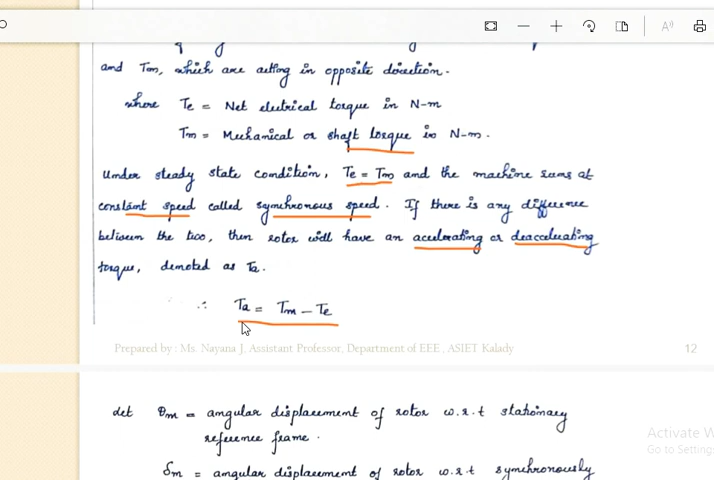 and Tm, which are acting in opposite direction.
where Te = Net electrical torque in N-m
Tm = Mechanical or shaft torque in N-m.
Under steady state condition, Te = Tm and the machine runs at
constant speed called synchronous speed. If there is any difference
between the two, then rotor will have an accelerating or deaccelerating
torque, denoted as Ta.
∴ Ta = Tm - Te
Prepared by : Ms. Nayana J, Assistant Professor, Department of EEE , ASIET Kalady
12
Let θm = angular displacement of rotor w.r.t stationary
reference frame.
δm = angular displacement of rotor w.r.t synchronously
Activate W
Go to Setting